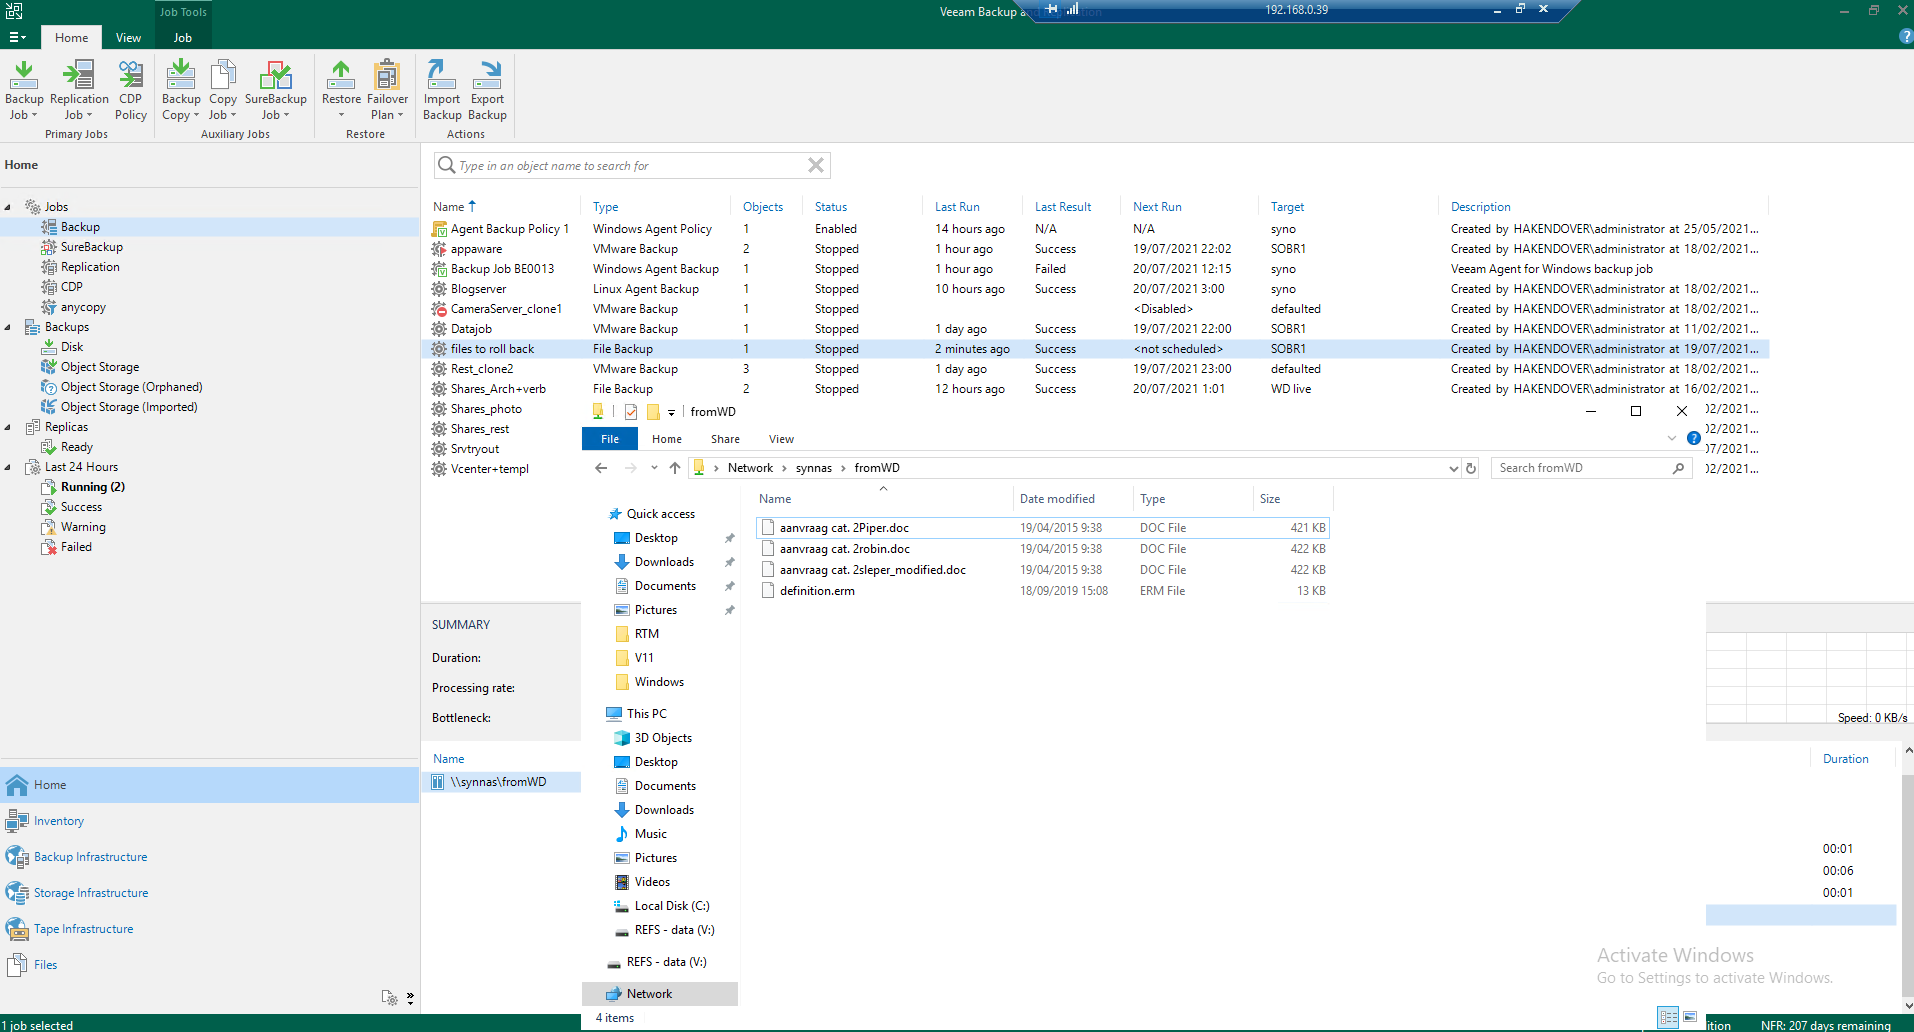 Job Tools
Veeam Backup and
192.168.0.39
Home View Job
Backup Job
Replication Job
CDP Policy
Backup Copy
Copy Job
SureBackup Job
Restore
Failover Plan
Import Backup
Export Backup
Primary Jobs
Auxiliary Jobs
Restore
Actions
Home
Type in an object name to search for
Jobs
Backup
SureBackup
Replication
CDP
anycopy
Backups
Disk
Object Storage
Object Storage (Orphaned)
Object Storage (Imported)
Replicas
Ready
Last 24 Hours
Running (2)
Success
Warning
Failed
Home
Inventory
Backup Infrastructure
Storage Infrastructure
Tape Infrastructure
Files
1 job selected
Name Type Objects Status Last Run Last Result Next Run Target Description
Agent Backup Policy 1 Windows Agent Policy 1 Enabled 14 hours ago N/A N/A syno Created by HAKENDOVER\administrator at 25/05/2021...
appaware VMware Backup 2 Stopped 1 hour ago Success 19/07/2021 22:02 SOBR1 Created by HAKENDOVER\administrator at 18/02/2021...
Backup Job BE0013 Windows Agent Backup 1 Stopped 1 hour ago Failed 20/07/2021 12:15 syno Veeam Agent for Windows backup job
Blogserver Linux Agent Backup 1 Stopped 10 hours ago Success 20/07/2021 3:00 syno Created by HAKENDOVER\administrator at 18/02/2021...
CameraServer_clone1 VMware Backup 1 Stopped <Disabled> defaulted Created by HAKENDOVER\administrator at 18/02/2021...
Datajob VMware Backup 1 Stopped 1 day ago Success 19/07/2021 22:00 SOBR1 Created by HAKENDOVER\administrator at 11/02/2021...
files to roll back File Backup 1 Stopped 2 minutes ago Success <not scheduled> SOBR1 Created by HAKENDOVER\administrator at 19/07/2021...
Rest_clone2 VMware Backup 3 Stopped 1 day ago Success 19/07/2021 23:00 defaulted Created by HAKENDOVER\administrator at 18/02/2021...
Shares_Arch+verb File Backup 2 Stopped 12 hours ago Success 20/07/2021 1:01 WD live Created by HAKENDOVER\administrator at 16/02/2021...
Shares_photo 02/2021...
Shares_rest 02/2021...
Srvtryout 07/2021...
Vcenter+templ 02/2021...
SUMMARY
Duration:
Processing rate:
Bottleneck:
Name
\\synnas\fromWD
fromWD
File Home Share View
Network synnas fromWD
Search fromWD
Quick access
Desktop
Downloads
Documents
Pictures
RTM
V11
Windows
This PC
3D Objects
Desktop
Documents
Downloads
Music
Pictures
Videos
Local Disk (C:)
REFS - data (V:)
REFS - data (V:)
Network
4 items
Name Date modified Type Size
aanvraag cat. 2Piper.doc 19/04/2015 9:38 DOC File 421 KB
aanvraag cat. 2robin.doc 19/04/2015 9:38 DOC File 422 KB
aanvraag cat. 2sleper_modified.doc 19/04/2015 9:38 DOC File 422 KB
definition.erm 18/09/2019 15:08 ERM File 13 KB
Speed: 0 KB/s
Duration
00:01
00:06
00:01
Activate Windows
Go to Settings to activate Windows.
ition NFR: 207 days remaining